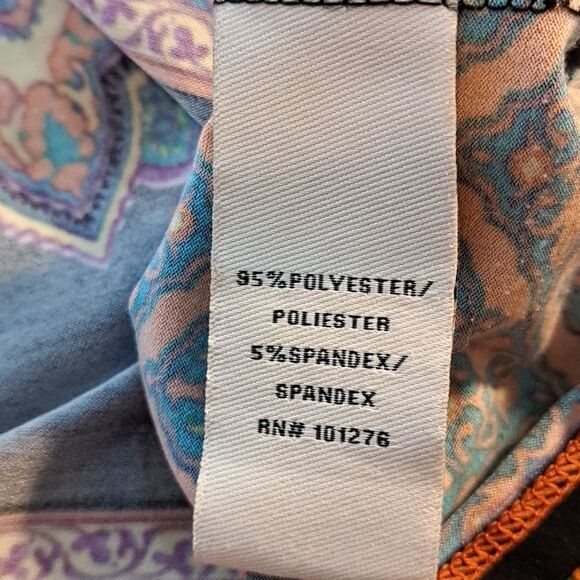 95%POLYESTER/
POLIESTER
5%SPANDEX/
SPANDEX
RN# 101276